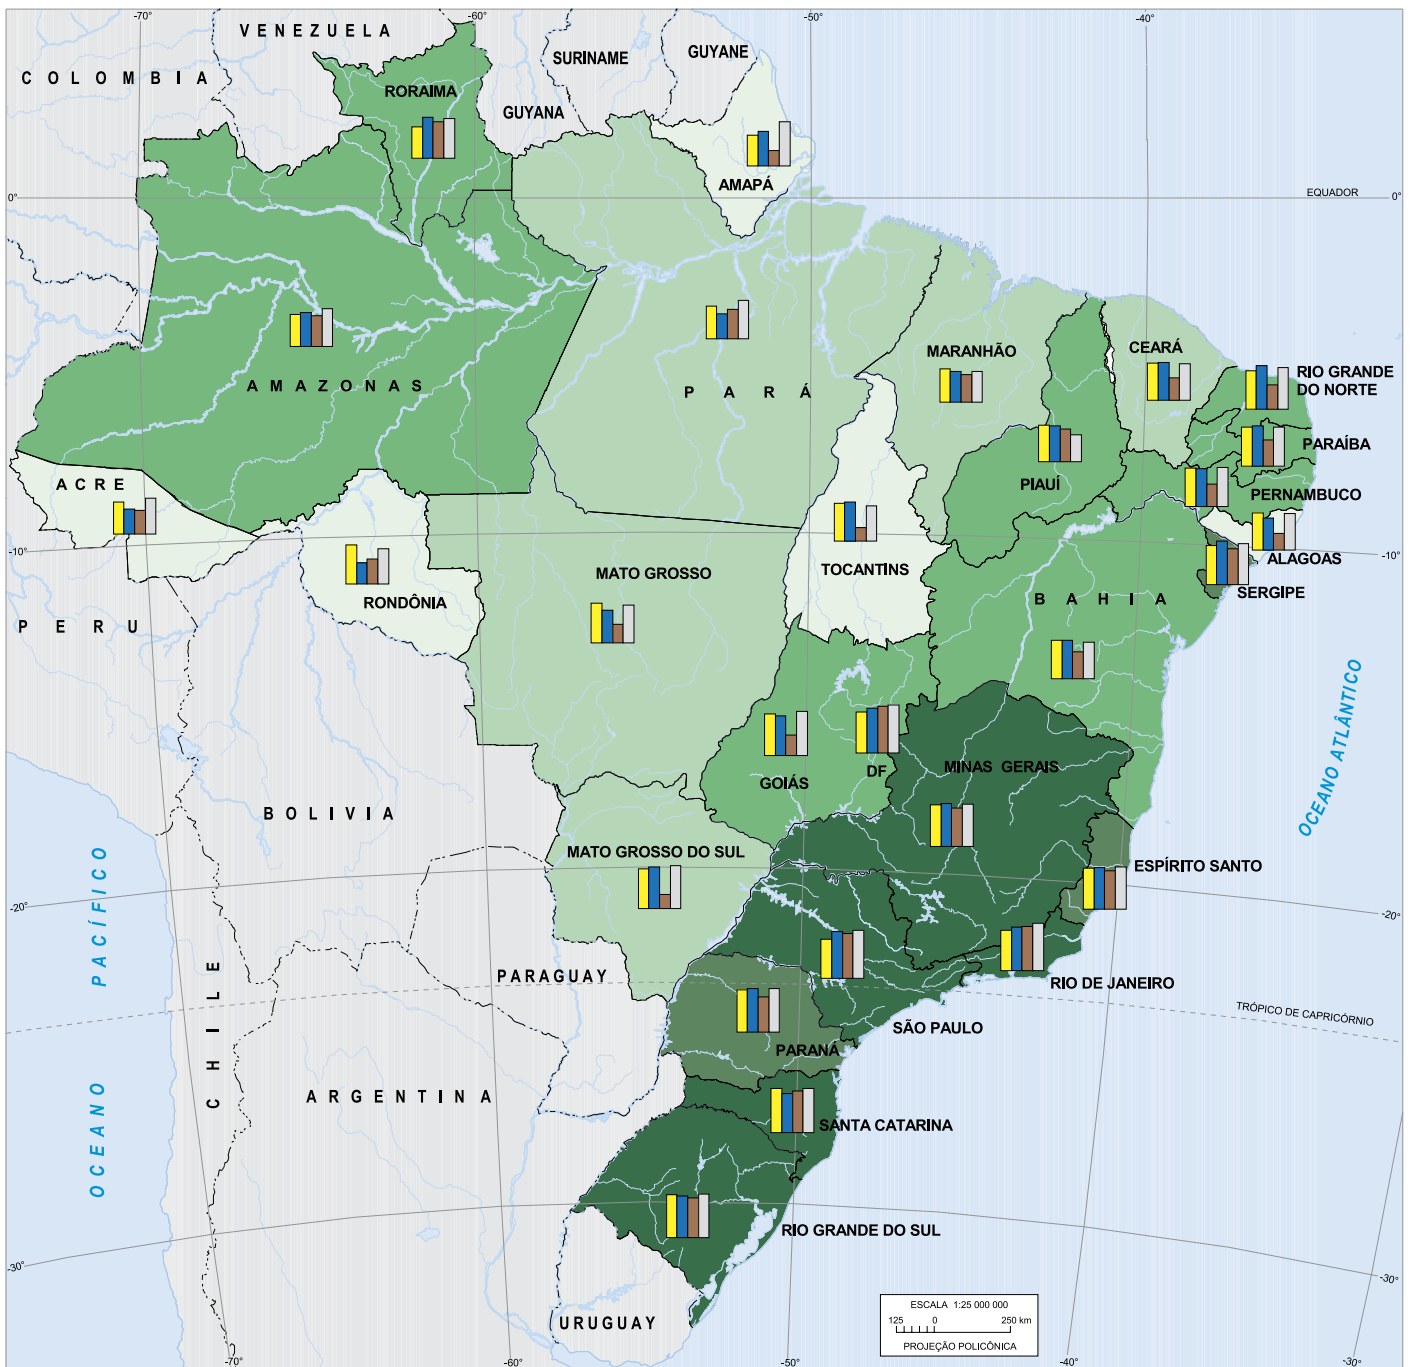 -70°
-60°
-50°
-40°
VENEZUELA
SURINAME
GUYANE
COLOMBIA
RORAIMA
GUYANA
AMAPÁ
EQUADOR
0°
0°
MARANHÃO
CEARÁ
RIO GRANDE
DO NORTE
AMAZONAS
PARÁ
PARAÍBA
ACRE
PIAUÍ
PERNAMBUCO
-10°
-10°
ALAGOAS
TOCANTINS
MATO GROSSO
SERGIPE
RONDÔNIA
BAHIA
PERU
OCEANO ATLÂNTICO
MINAS GERAIS
DF
GOIÁS
BOLIVIA
MATO GROSSO DO SUL
ESPÍRITO SANTO
-20°
-20°
OCEANO PACÍFICO
CHILE
PARAGUAY
RIO DE JANEIRO
TRÓPICO DE CAPRICÓRNIO
SÃO PAULO
PARANÁ
ARGENTINA
SANTA CATARINA
RIO GRANDE DO SUL
-30°
-30°
URUGUAY
ESCALA 1:25 000 000
125 0 250 km
PROJEÇÃO POLICÔNICA
-70°
-60°
-50°
-40°
-30°